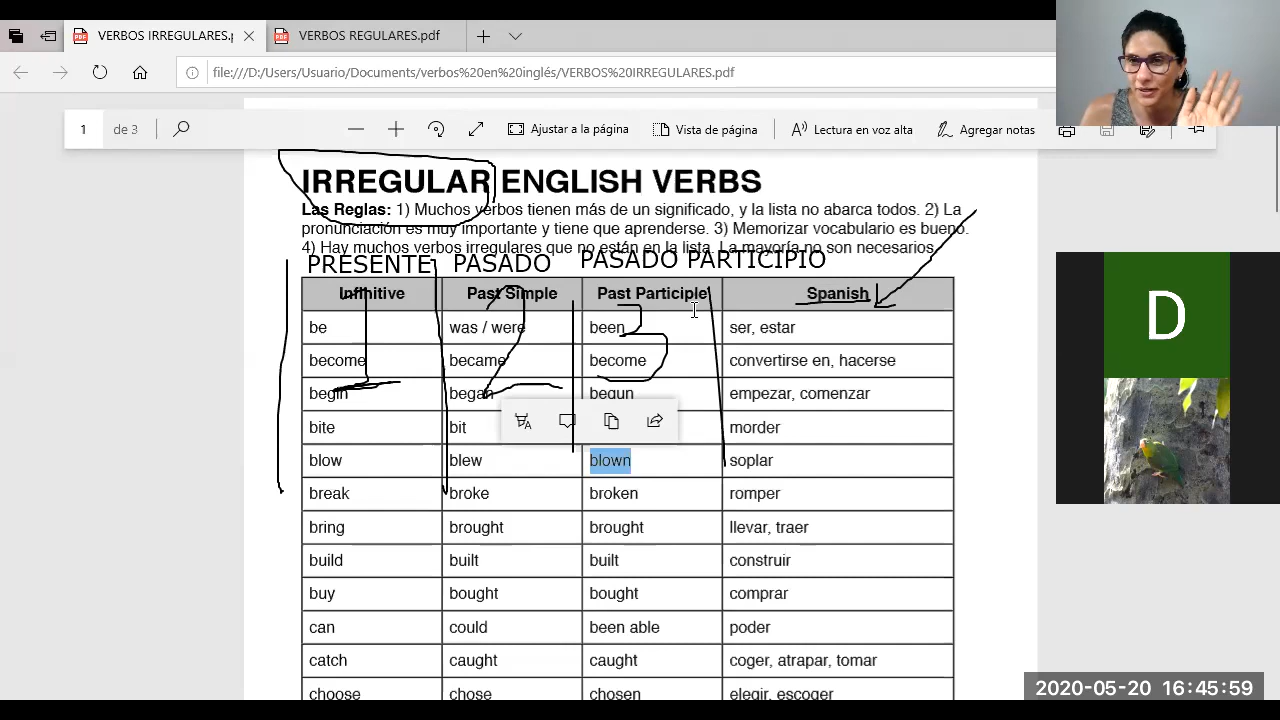 VERBOS IRREGULARES.p
VERBOS REGULARES.pdf
file:///D:/Users/Usuario/Documents/verbos%20en%20inglés/VERBOS%20IRREGULARES.pdf
1 de 3 Ajustar a la página Vista de página Lectura en voz alta Agregar notas
IRREGULAR ENGLISH VERBS
Las Reglas: 1) Muchos verbos tienen más de un significado, y la lista no abarca todos. 2) La
pronunciación es muy importante y tiene que aprenderse. 3) Memorizar vocabulario es bueno.
4) Hay muchos verbos irregulares que no están en la lista. La mayoría no son necesarios.
PRESENTE PASADO PASADO PARTICIPIO
Infinitive Past Simple Past Participle Spanish
1 2 3
be was / were been ser, estar
become became become convertirse en, hacerse
begin began begun empezar, comenzar
bite bit morder
blow blew blown soplar
break broke broken romper
bring brought brought llevar, traer
build built built construir
buy bought bought comprar
can could been able poder
catch caught caught coger, atrapar, tomar
choose chose chosen elegir, escoger
D
2020-05-20 16:45:59